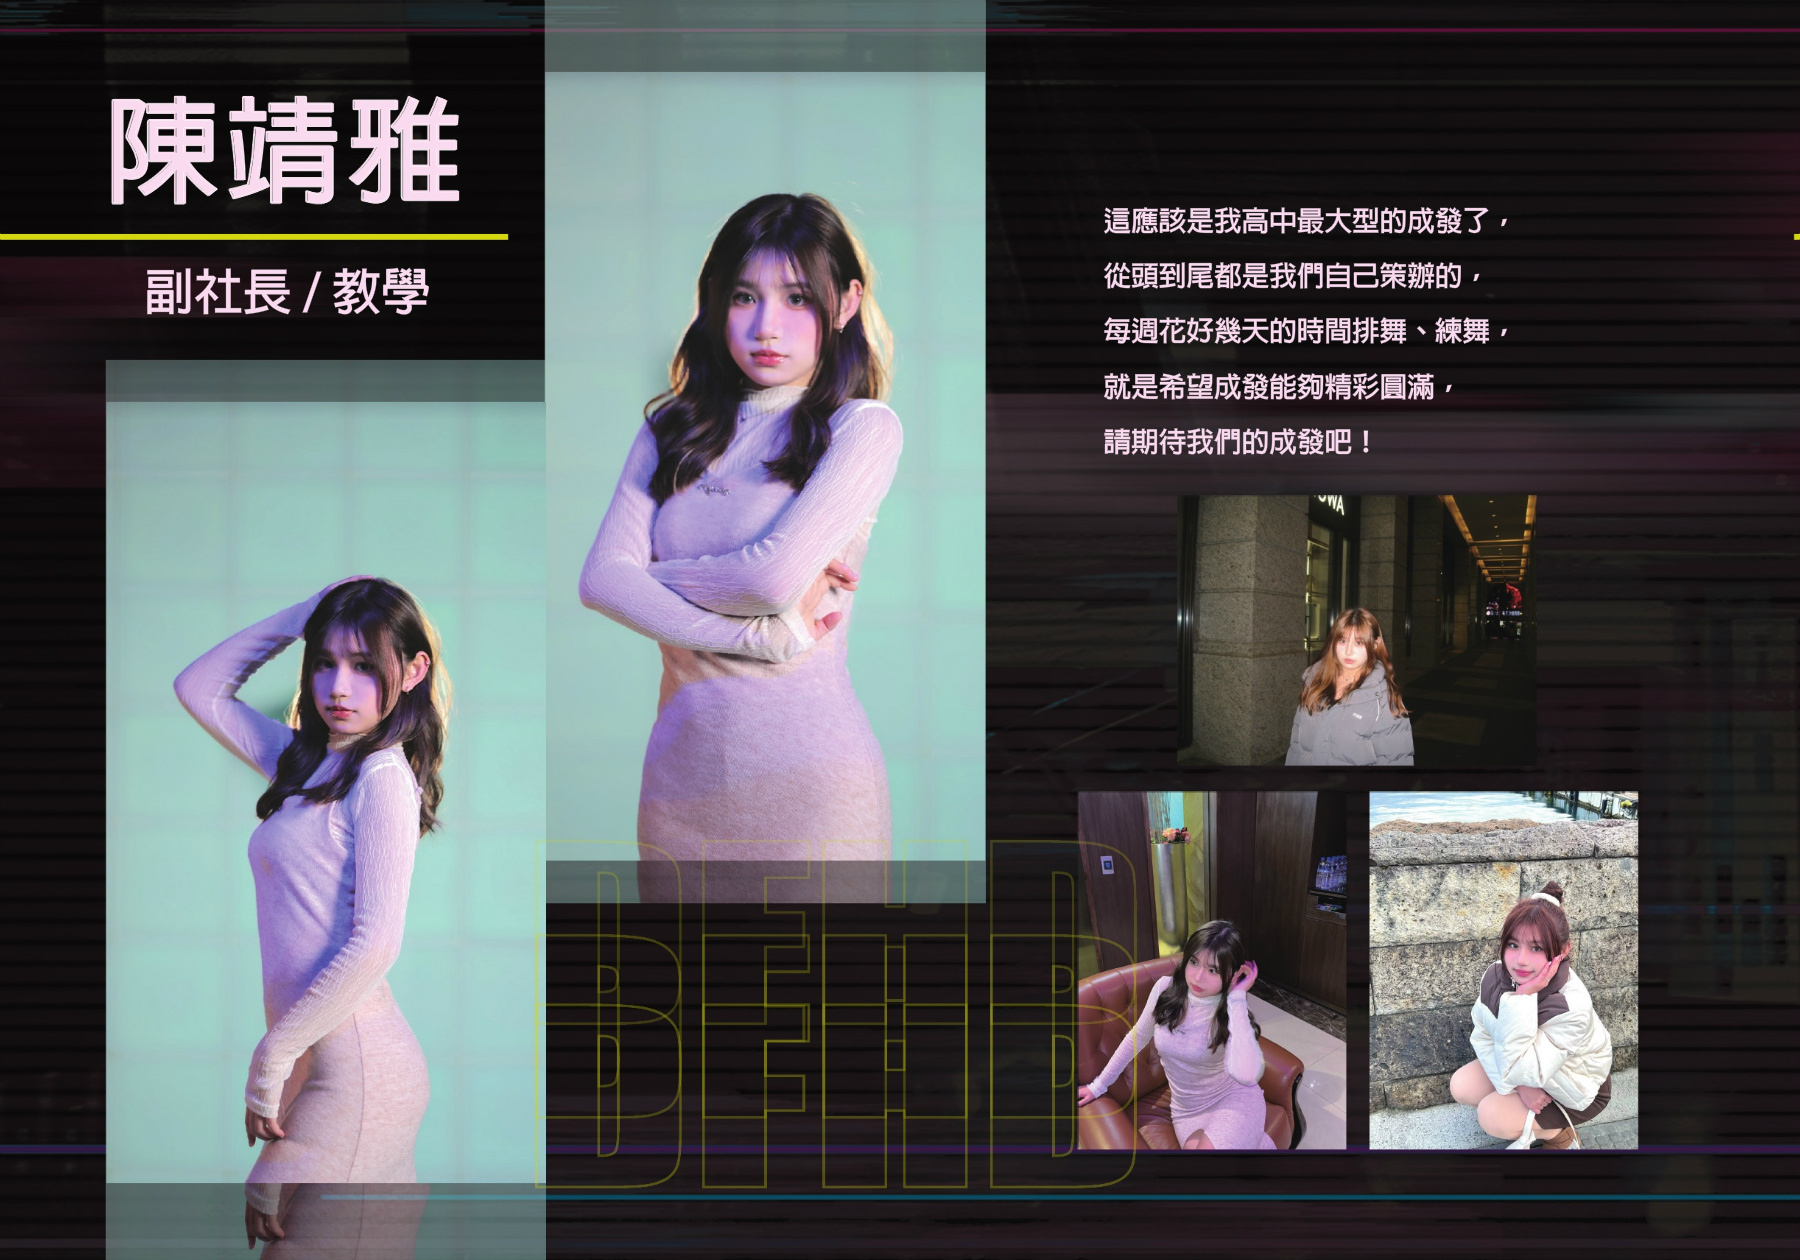 陳靖雅
副社長 / 教學
這應該是我高中最大型的成發了，
從頭到尾都是我們自己策辦的，
每週花好幾天的時間排舞、練舞，
就是希望成發能夠精彩圓滿，
請期待我們的成發吧！
BFHD
BFHD